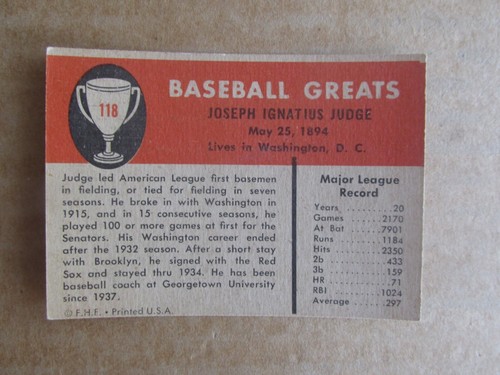 118
BASEBALL GREATS
JOSEPH IGNATIUS JUDGE
May 25, 1894
Lives in Washington, D. C.
Judge led American League first basemen
in fielding, or tied for fielding in seven
seasons. He broke in with Washington in
1915, and in 15 consecutive seasons, he
played 100 or more games at first for the
Senators. His Washington career ended
after the 1932 season. After a short stay
with Brooklyn, he signed with the Red
Sox and stayed thru 1934. He has been
baseball coach at Georgetown University
since 1937.
© F.H.F. • Printed U.S.A.
Major League
Record
Years ..........20
Games ........2170
At Bat ........7901
Runs ..........1184
Hits ..........2350
2b ............433
3b ............159
HR ............71
RBI ..........1024
Average ......297